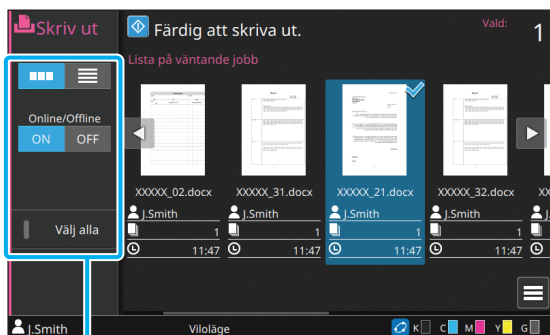 Skriv ut
Färdig att skriva ut.
Vald:
1
Lista på väntande jobb
Online/Offline
ON OFF
Välj alla
XXXXX_02.docx XXXXX_31.docx XXXXX_21.docx XXXXX_32.docx XX
J.Smith J.Smith J.Smith J.Smith J.
1 1 1 1
11:47 11:47 11:47 11:47
J.Smith Viloläge K C M Y G